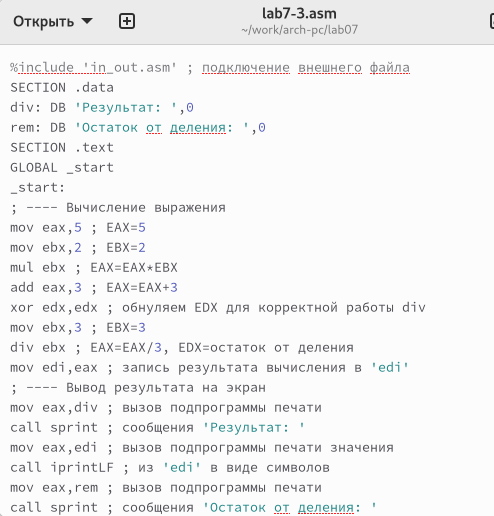 Открыть
lab7-3.asm
~/work/arch-pc/lab07
%include 'in_out.asm' ; подключение внешнего файла
SECTION .data
div: DB 'Результат: ',0
rem: DB 'Остаток от деления: ',0
SECTION .text
GLOBAL _start
_start:
; ---- Вычисление выражения
mov eax,5 ; EAX=5
mov ebx,2 ; EBX=2
mul ebx ; EAX=EAX*EBX
add eax,3 ; EAX=EAX+3
xor edx,edx ; обнуляем EDX для корректной работы div
mov ebx,3 ; EBX=3
div ebx ; EAX=EAX/3, EDX=остаток от деления
mov edi,eax ; запись результата вычисления в 'edi'
; ---- Вывод результата на экран
mov eax,div ; вызов подпрограммы печати
call sprint ; сообщения 'Результат: '
mov eax,edi ; вызов подпрограммы печати значения
call iprintLF ; из 'edi' в виде символов
mov eax,rem ; вызов подпрограммы печати
call sprint ; сообщения 'Остаток от деления: '